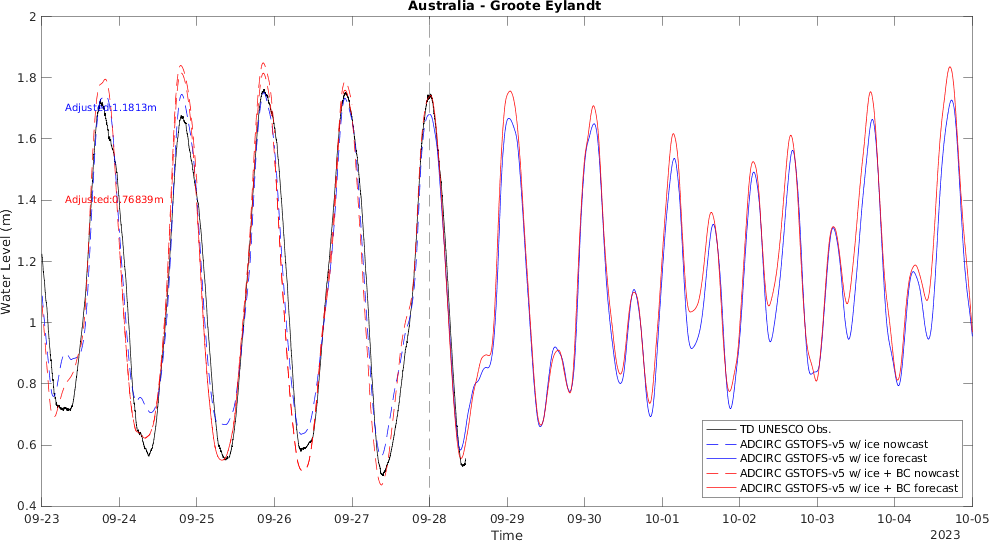 Australia - Groote Eylandt
2
1.8
1.6
1.4
1.2
1
0.8
0.6
0.4
Water Level (m)
Adjusted:1.1813m
Adjusted:0.76839m
TD UNESCO Obs.
ADCIRC GSTOFS-v5 w/ ice nowcast
ADCIRC GSTOFS-v5 w/ ice forecast
ADCIRC GSTOFS-v5 w/ ice + BC nowcast
ADCIRC GSTOFS-v5 w/ ice + BC forecast
09-23 09-24 09-25 09-26 09-27 09-28 09-29 09-30 10-01 10-02 10-03 10-04 10-05
Time
2023